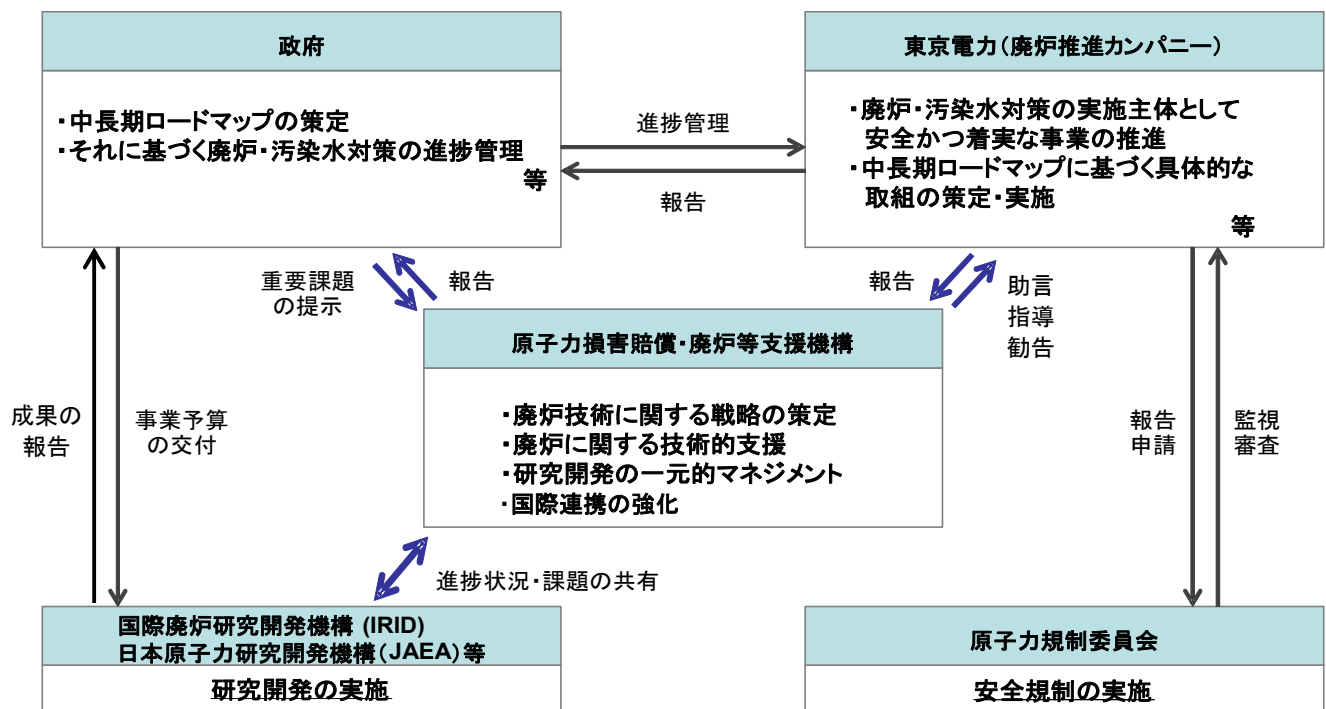 政府
・中長期ロードマップの策定
・それに基づく廃炉・汚染水対策の進捗管理
等
進捗管理
報告
東京電力(廃炉推進カンパニー)
・廃炉・汚染水対策の実施主体として
安全かつ着実な事業の推進
・中長期ロードマップに基づく具体的な
取組の策定・実施
等
重要課題
の提示
報告
報告
助言
指導
勧告
原子力損害賠償・廃炉等支援機構
・廃炉技術に関する戦略の策定
・廃炉に関する技術的支援
・研究開発の一元的マネジメント
・国際連携の強化
成果の
報告
事業予算
の交付
報告
申請
監視
審査
進捗状況・課題の共有
国際廃炉研究開発機構 (IRID)
日本原子力研究開発機構(JAEA)等
研究開発の実施
原子力規制委員会
安全規制の実施